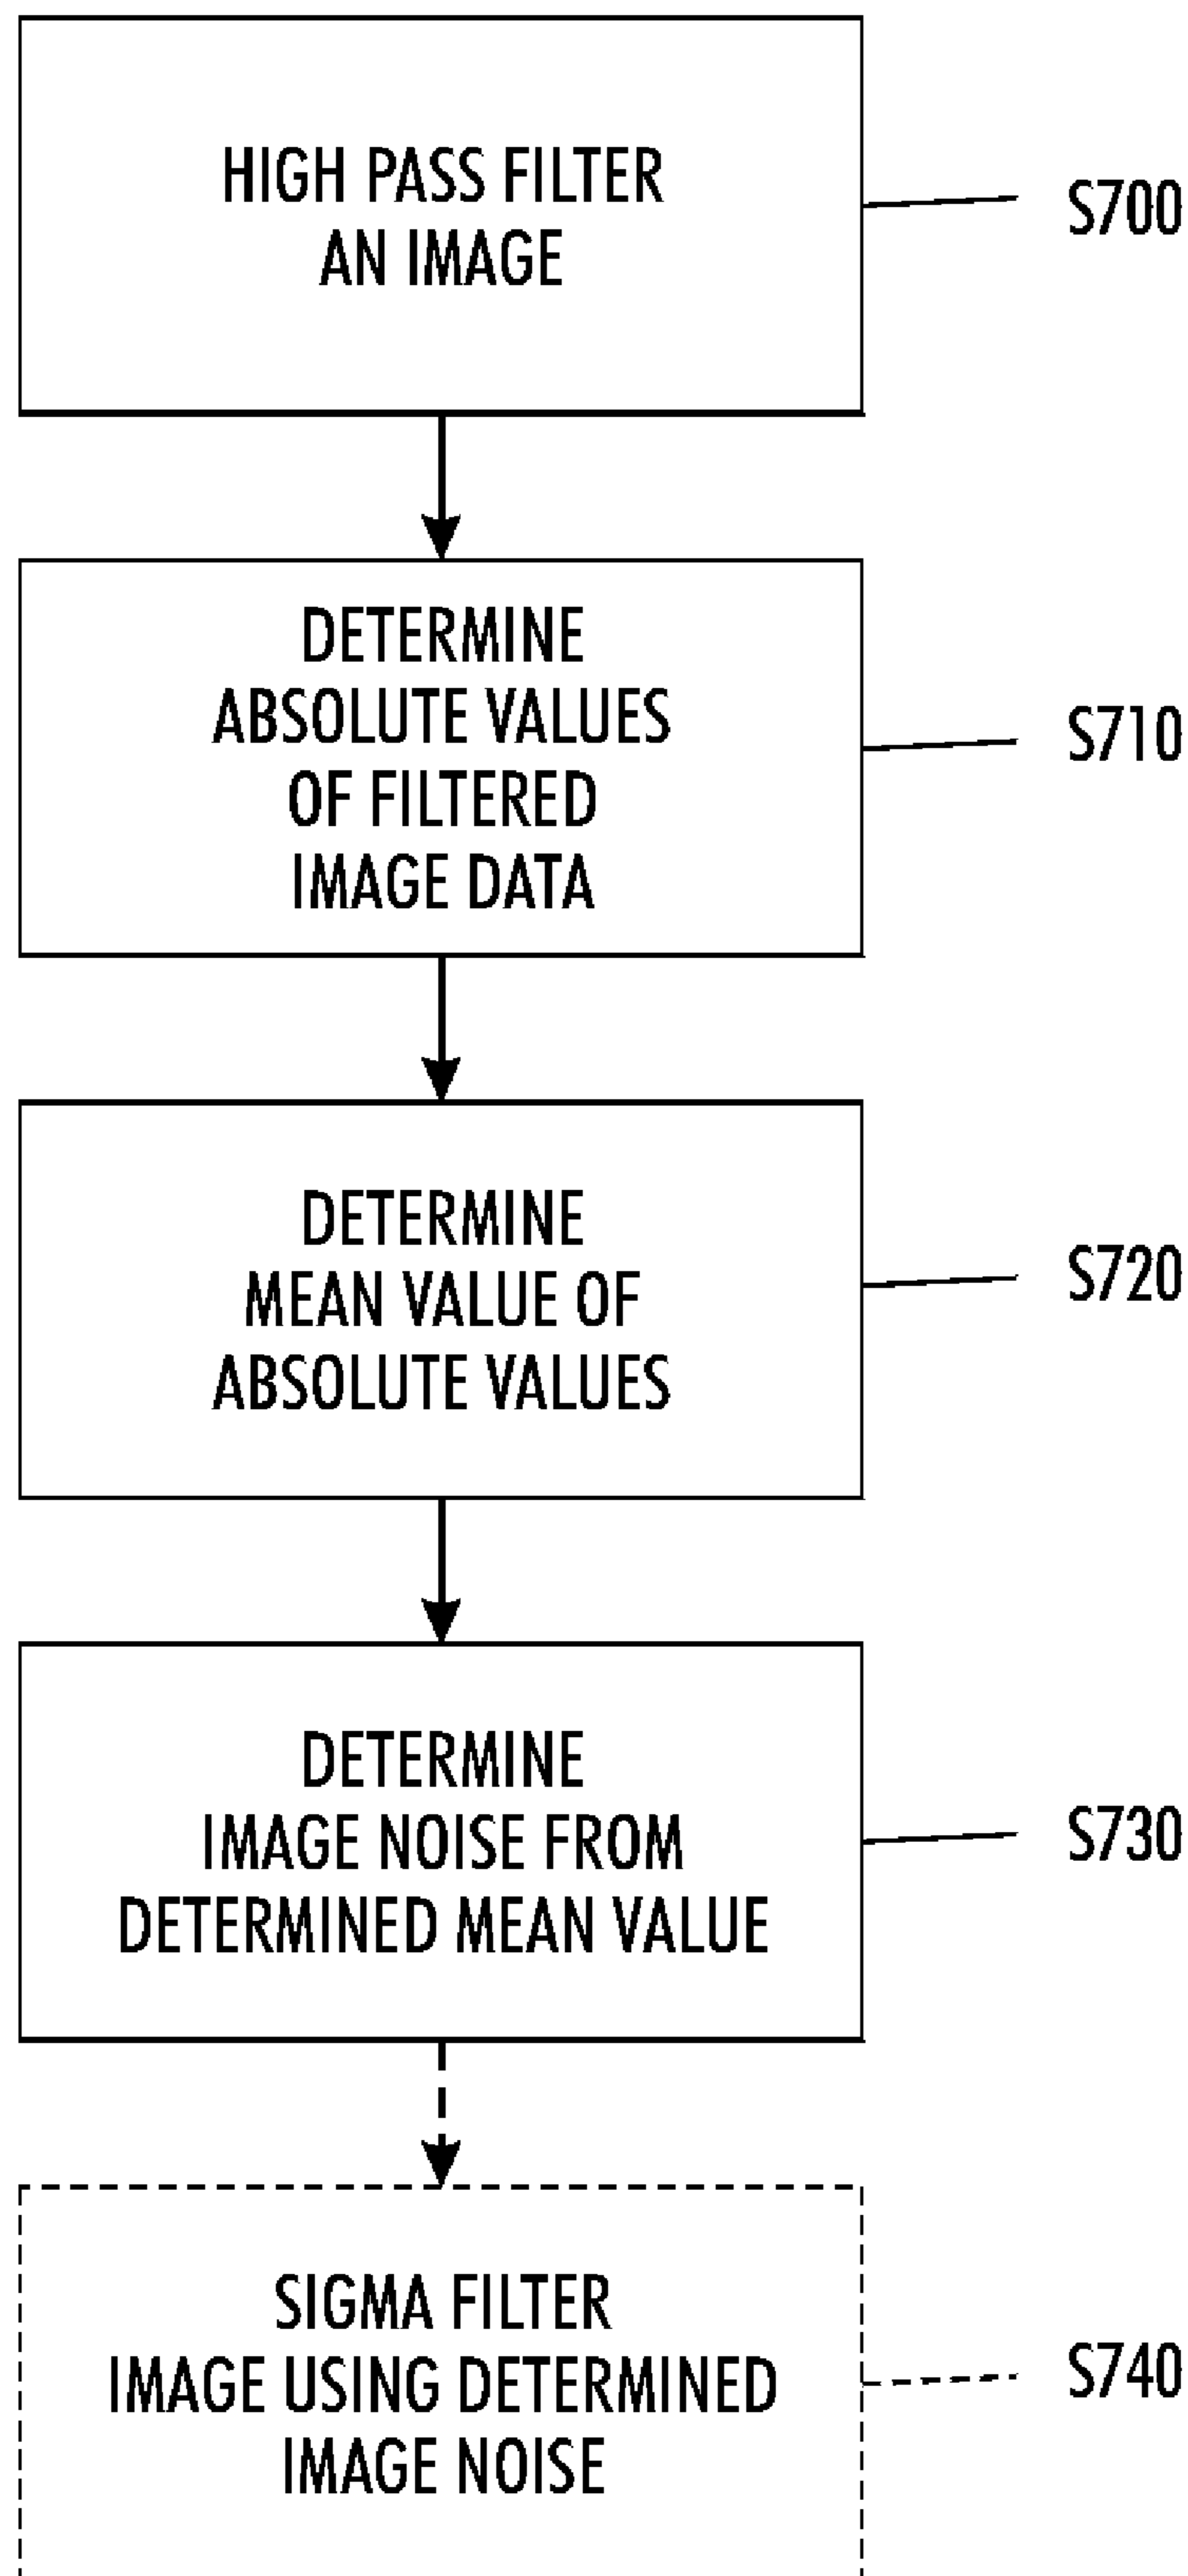 HIGH PASS FILTER
AN IMAGE
S700
DETERMINE
ABSOLUTE VALUES
OF FILTERED
IMAGE DATA
S710
DETERMINE
MEAN VALUE OF
ABSOLUTE VALUES
S720
DETERMINE
IMAGE NOISE FROM
DETERMINED MEAN VALUE
S730
SIGMA FILTER
IMAGE USING DETERMINED
IMAGE NOISE
S740